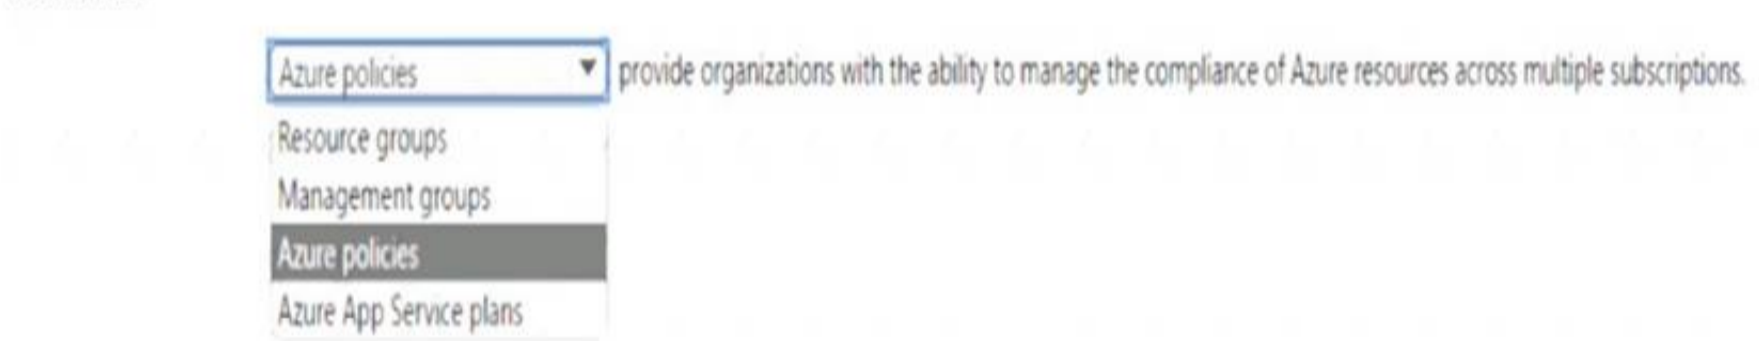 Azure policies provide organizations with the ability to manage the compliance of Azure resources across multiple subscriptions.
Resource groups
Management groups
Azure policies
Azure App Service plans